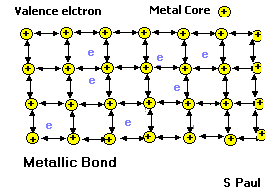 Valence elctron Metal Core +
+ + + + + + +
e e e
+ + + + + + +
e e
+ + + + + + +
e e
+ + + + + + +
Metallic Bond
S Paul